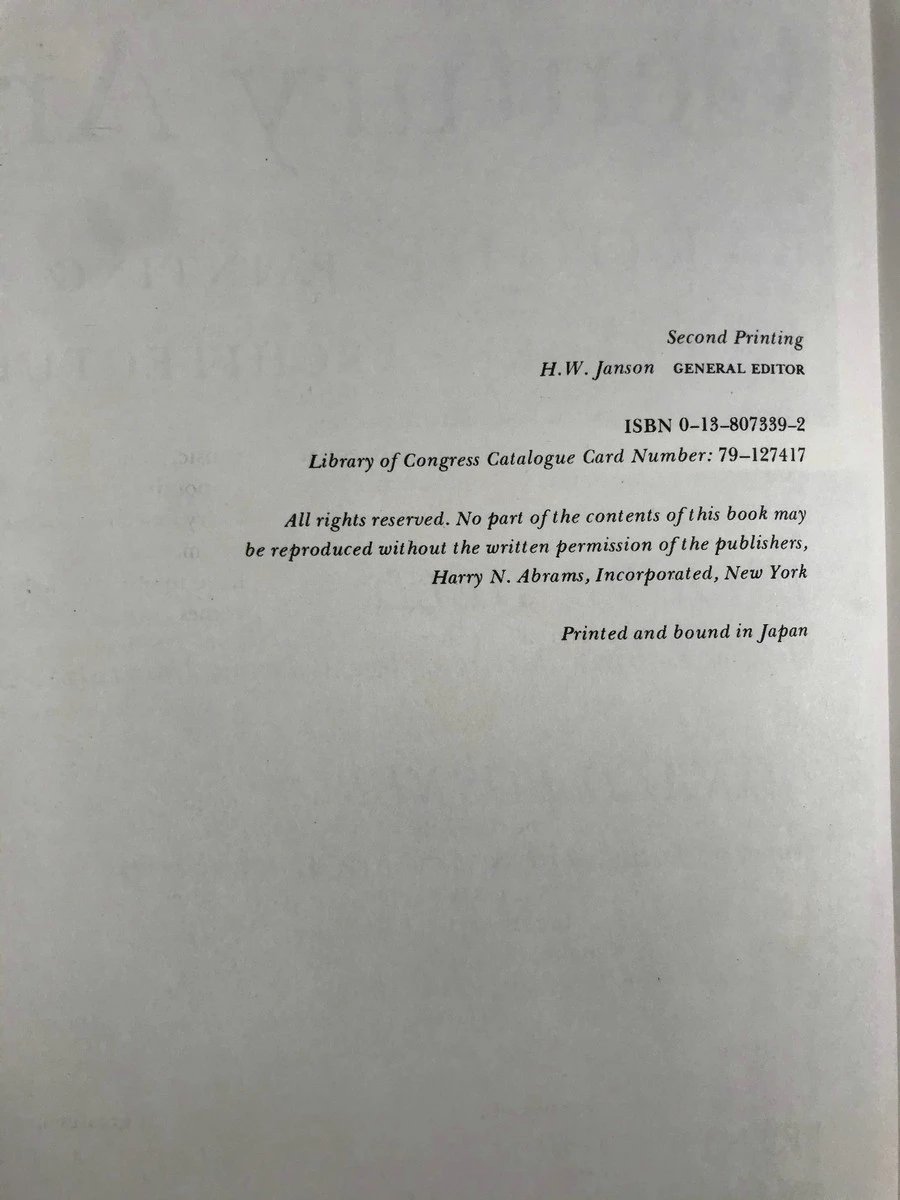 Second Printing
H.W. Janson GENERAL EDITOR
ISBN 0-13-807339-2
Library of Congress Catalogue Card Number: 79-127417
All rights reserved. No part of the contents of this book may
be reproduced without the written permission of the publishers,
Harry N. Abrams, Incorporated, New York
Printed and bound in Japan